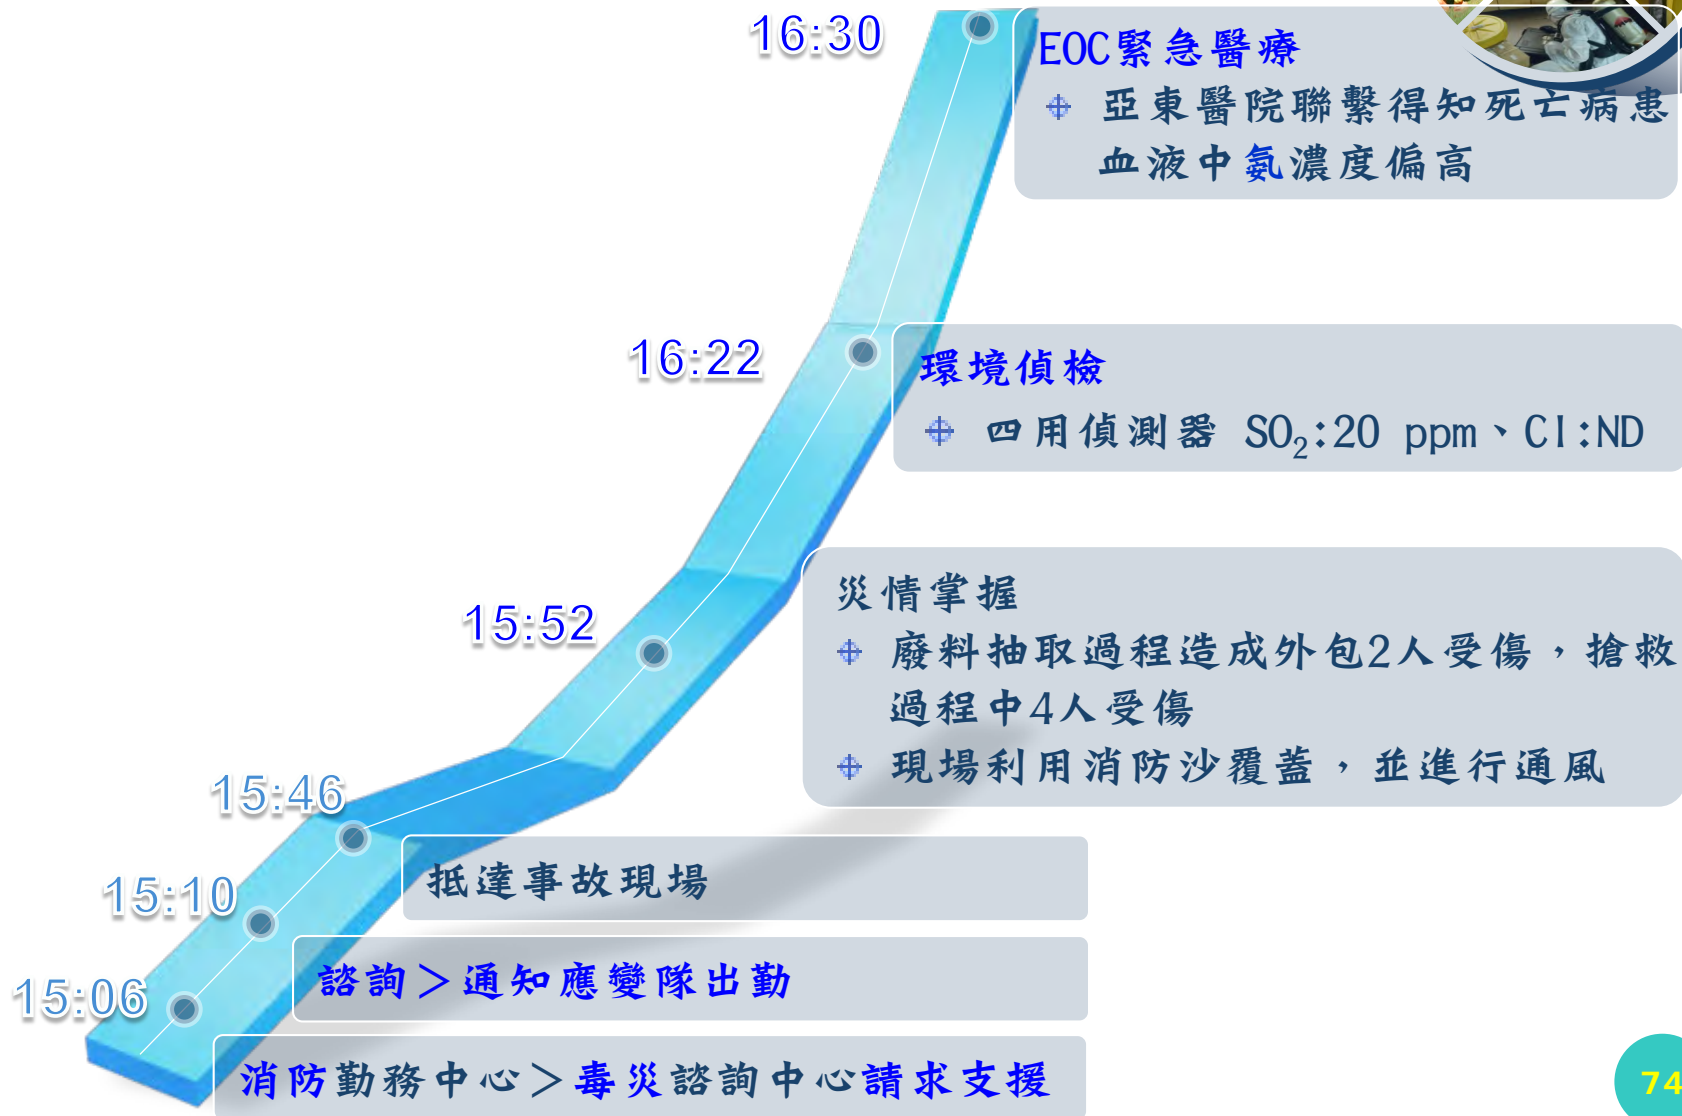 16:30
EOC緊急醫療
亞東醫院聯繫得知死亡病患
血液中氨濃度偏高
16:22
環境偵檢
四用偵測器 SO₂:20 ppm、Cl:ND
15:52
災情掌握
廢料抽取過程造成外包2人受傷，搶救
過程中4人受傷
現場利用消防沙覆蓋，並進行通風
15:46
抵達事故現場
15:10
諮詢＞通知應變隊出勤
15:06
消防勤務中心＞毒災諮詢中心請求支援
74